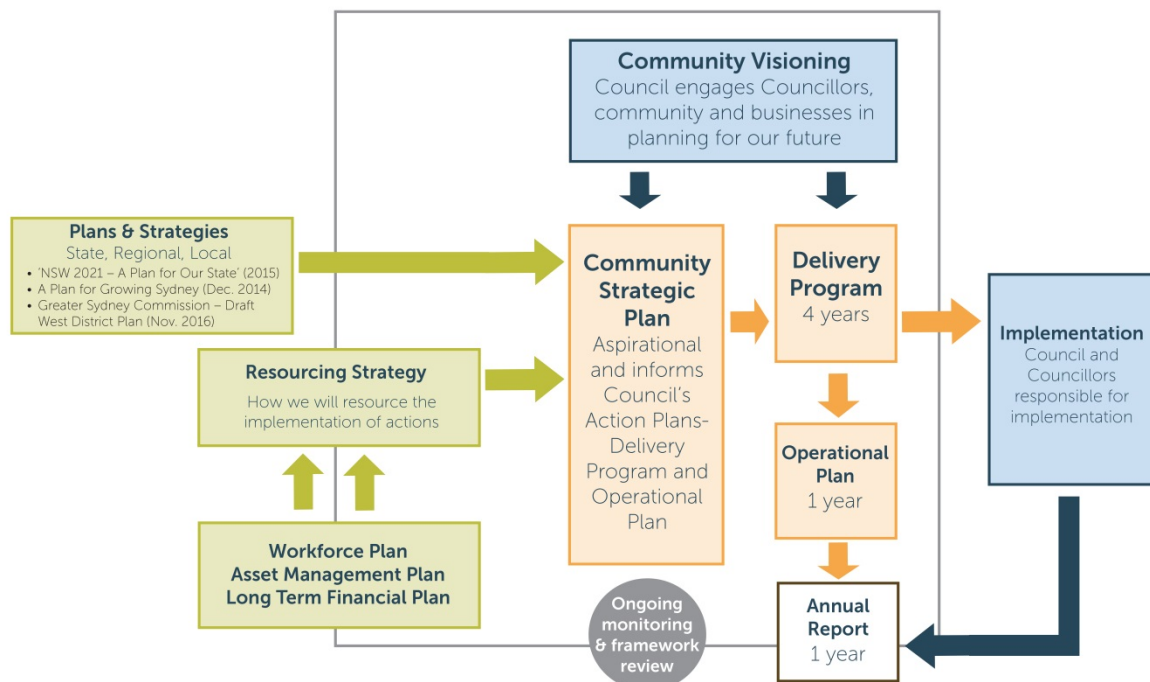 Community Visioning
Council engages Councillors,
community and businesses in
planning for our future
Plans & Strategies
State, Regional, Local
• ‘NSW 2021 – A Plan for Our State’ (2015)
• A Plan for Growing Sydney (Dec. 2014)
• Greater Sydney Commission – Draft
West District Plan (Nov. 2016)
Resourcing Strategy
How we will resource the
implementation of actions
Workforce Plan
Asset Management Plan
Long Term Financial Plan
Community
Strategic
Plan
Aspirational
and informs
Council’s
Action Plans-
Delivery
Program and
Operational
Plan
Delivery
Program
4 years
Operational
Plan
1 year
Annual
Report
1 year
Implementation
Council and
Councillors
responsible for
implementation
Ongoing
monitoring
& framework
review